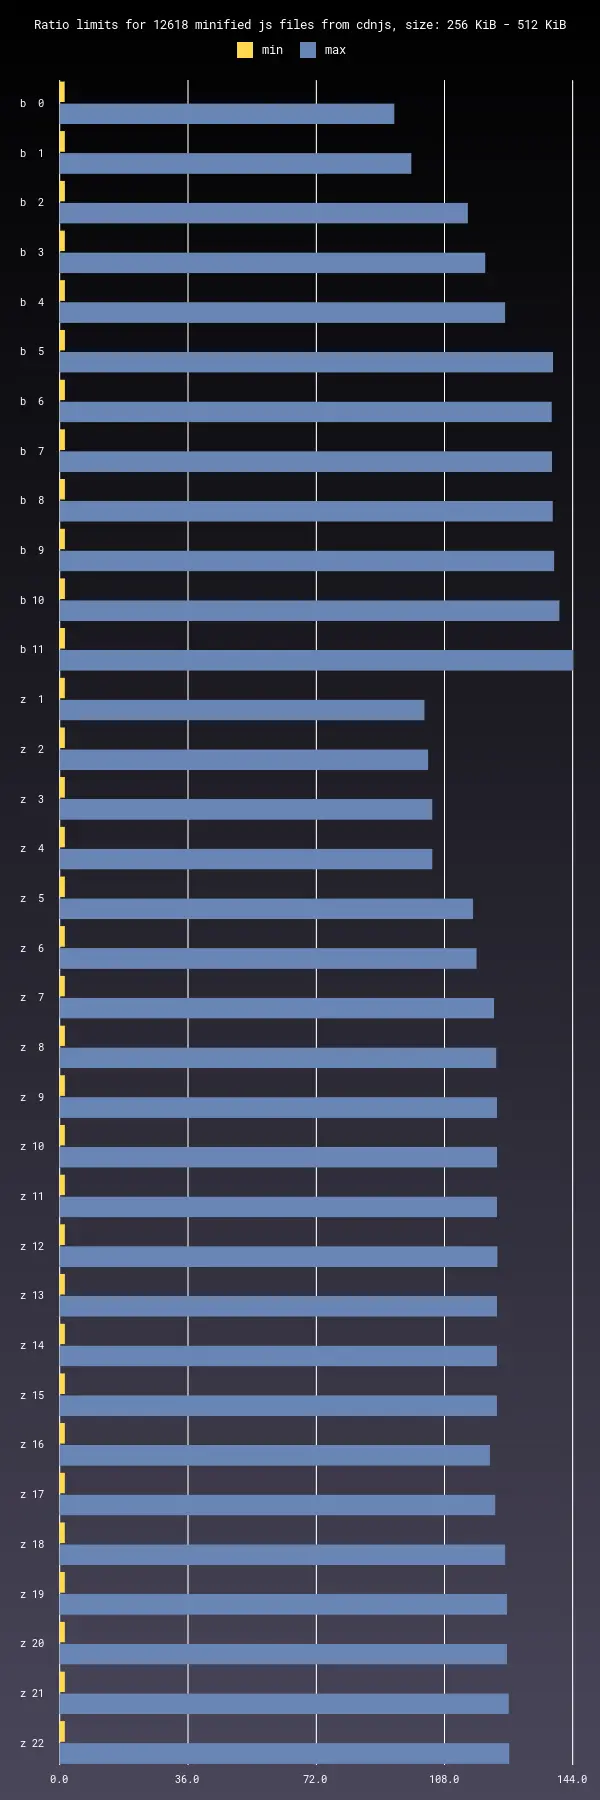 Ratio limits for 12618 minified js files from cdnjs, size: 256 KiB - 512 KiB
min max
b 0
b 1
b 2
b 3
b 4
b 5
b 6
b 7
b 8
b 9
b 10
b 11
z 1
z 2
z 3
z 4
z 5
z 6
z 7
z 8
z 9
z 10
z 11
z 12
z 13
z 14
z 15
z 16
z 17
z 18
z 19
z 20
z 21
z 22
0.0 36.0 72.0 108.0 144.0